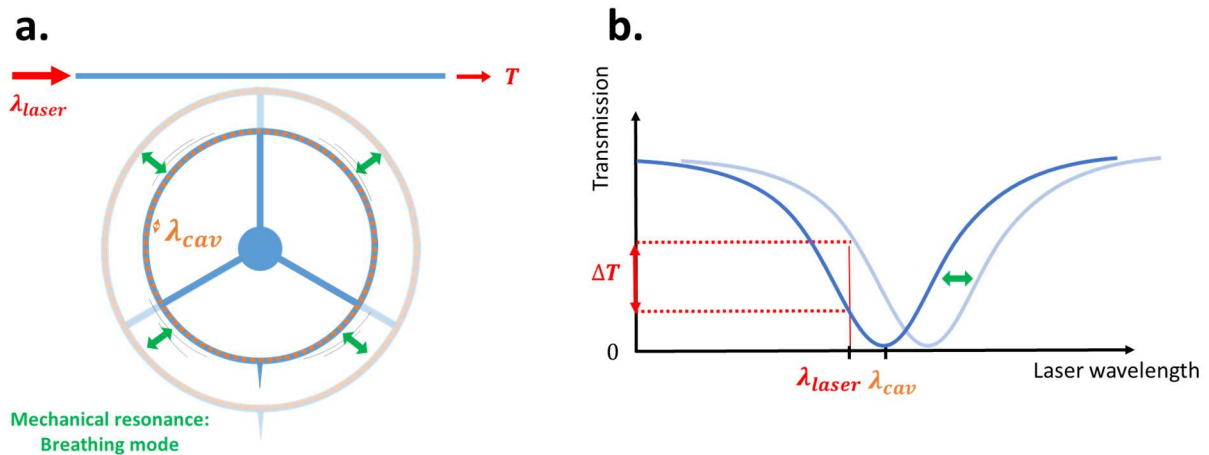 a.
λlaser
T
λcav
Mechanical resonance:
Breathing mode
b.
Transmission
ΔT
0
λlaser
λcav
Laser wavelength